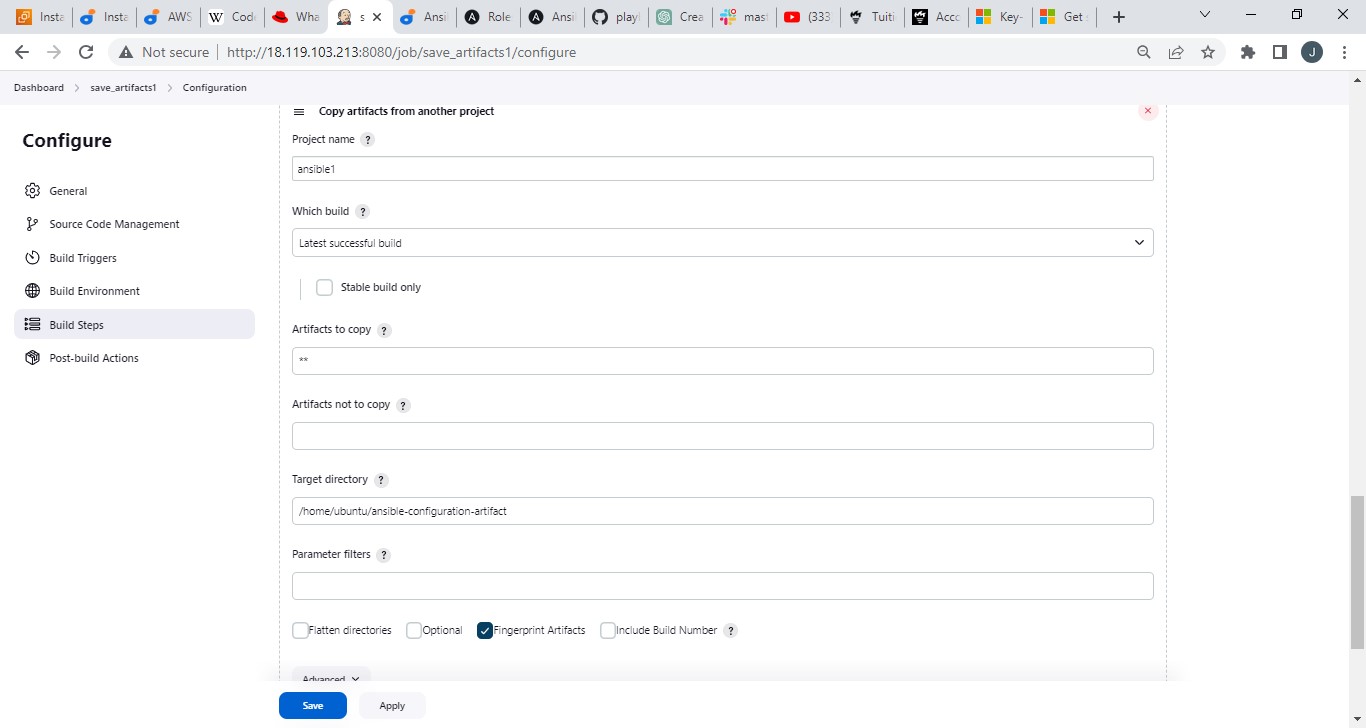 Insta
Insta
AWS
Code
Wha
s
Ansi
Role
Ansi
play
Crea
mast
(333
Tuiti
Acco
Key-
Get
Not secure
http://18.119.103.213:8080/job/save_artifacts1/configure
J
Dashboard > save_artifacts1 > Configuration
Configure
General
Source Code Management
Build Triggers
Build Environment
Build Steps
Post-build Actions
Copy artifacts from another project
Project name ?
ansible1
Which build ?
Latest successful build
Stable build only
Artifacts to copy ?
**
Artifacts not to copy ?
Target directory ?
/home/ubuntu/ansible-configuration-artifact
Parameter filters ?
Flatten directories Optional Fingerprint Artifacts Include Build Number ?
Advanced
Save Apply